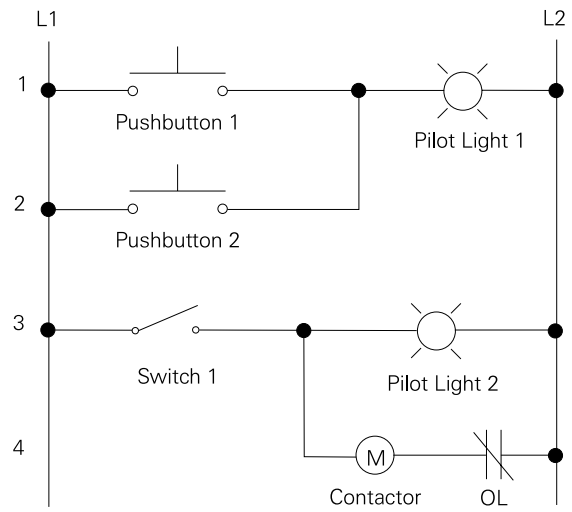 L1 L2
1
Pushbutton 1
Pilot Light 1
2
Pushbutton 2
3
Switch 1
Pilot Light 2
4
M
Contactor
OL